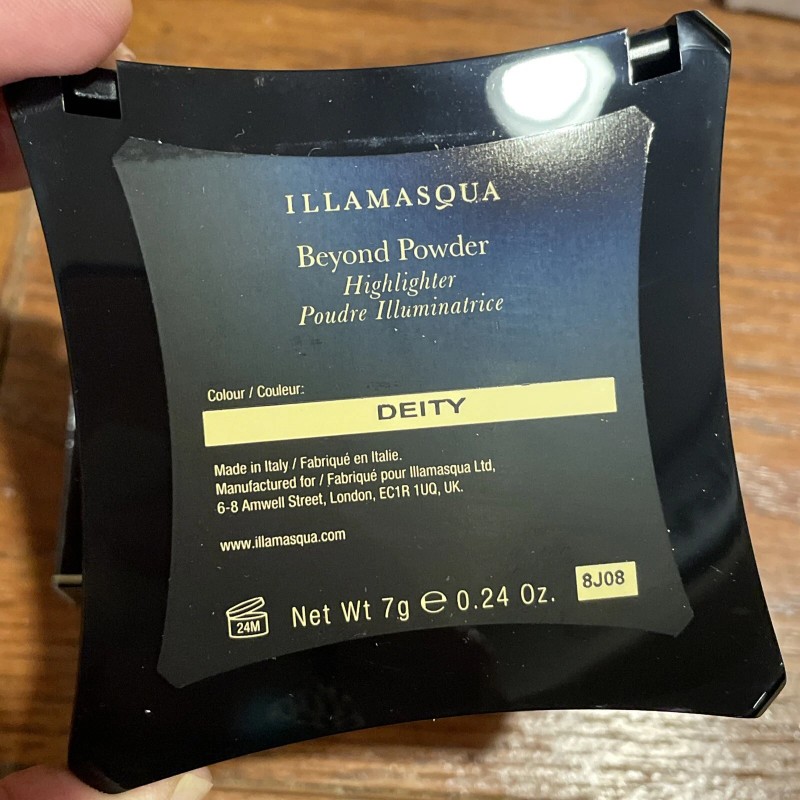 ILLAMASQUA
Beyond Powder
Highlighter
Poudre Illuminatrice
Colour / Couleur:
DEITY
Made in Italy / Fabriqué en Italie.
Manufactured for / Fabriqué pour Illamasqua Ltd,
6-8 Amwell Street, London, EC1R 1UQ, UK.
www.illamasqua.com
24M
Net Wt 7g ℮ 0.24 Oz.
8J08